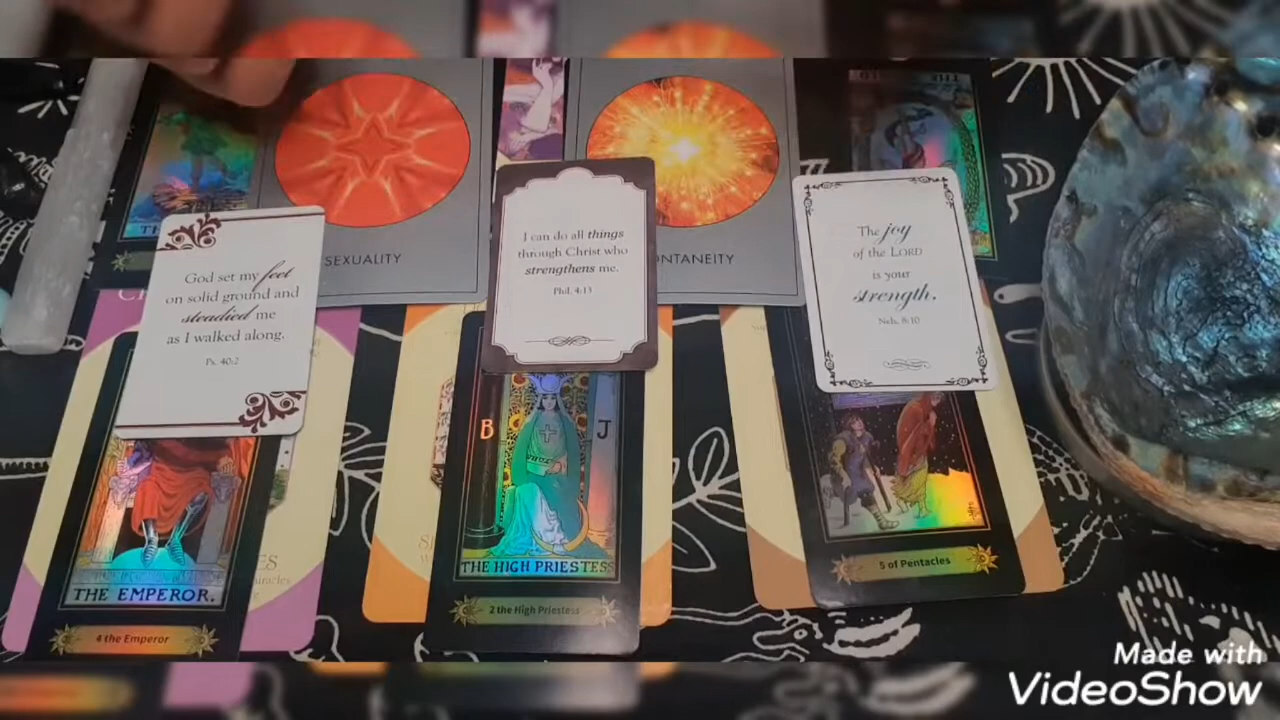 SEXUALITY
God set my feet
on solid ground and
steadied me
as I walked along.
Ps. 40:2
I can do all things
through Christ who
strengthens me.
Phil. 4:13
The joy
of the LORD
is your
strength.
Neh. 8:10
B J
THE EMPEROR.
4 the Emperor
THE HIGH PRIESTESS
2 the High Priestess
5 of Pentacles
Made with
VideoShow